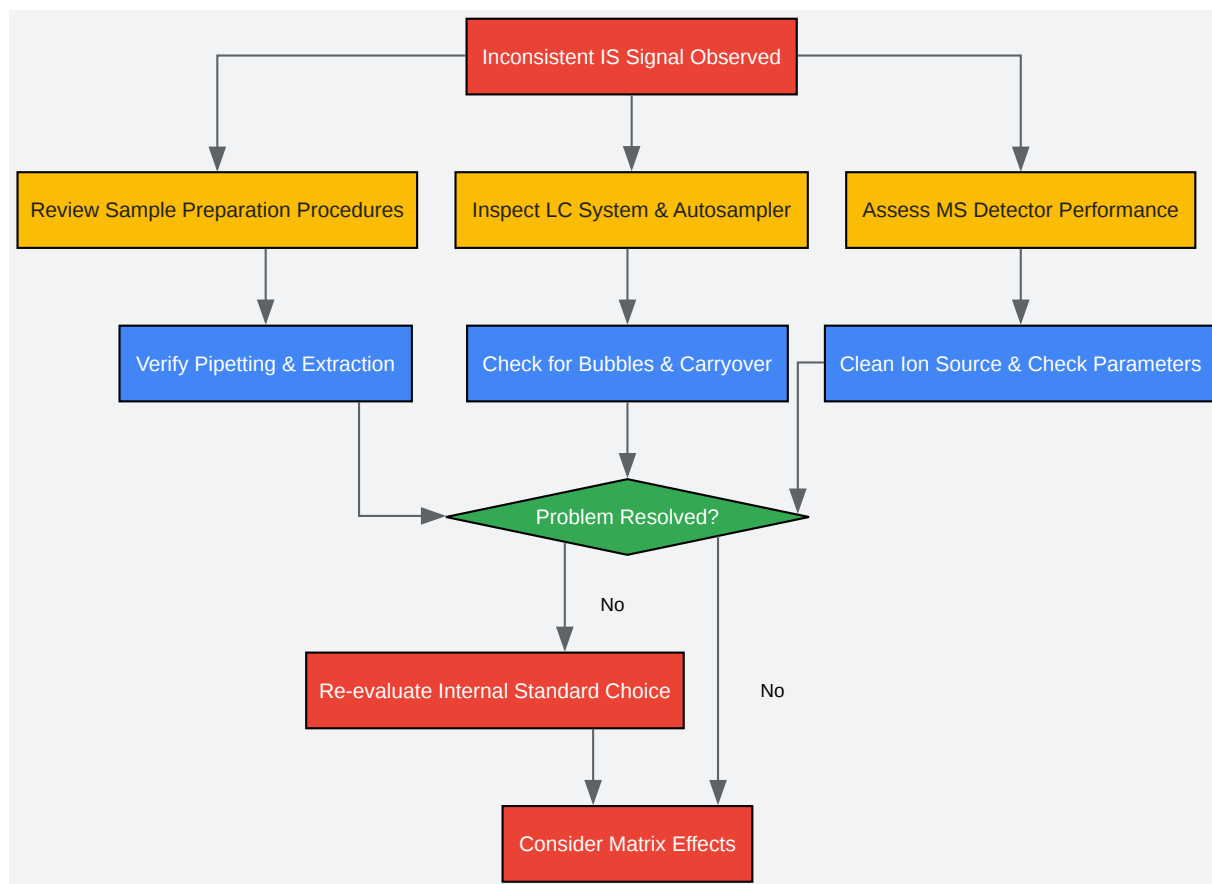 Inconsistent IS Signal Observed
Review Sample Preparation Procedures
Inspect LC System & Autosampler
Assess MS Detector Performance
Verify Pipetting & Extraction
Check for Bubbles & Carryover
Clean Ion Source & Check Parameters
Problem Resolved?
No
Re-evaluate Internal Standard Choice
No
Consider Matrix Effects